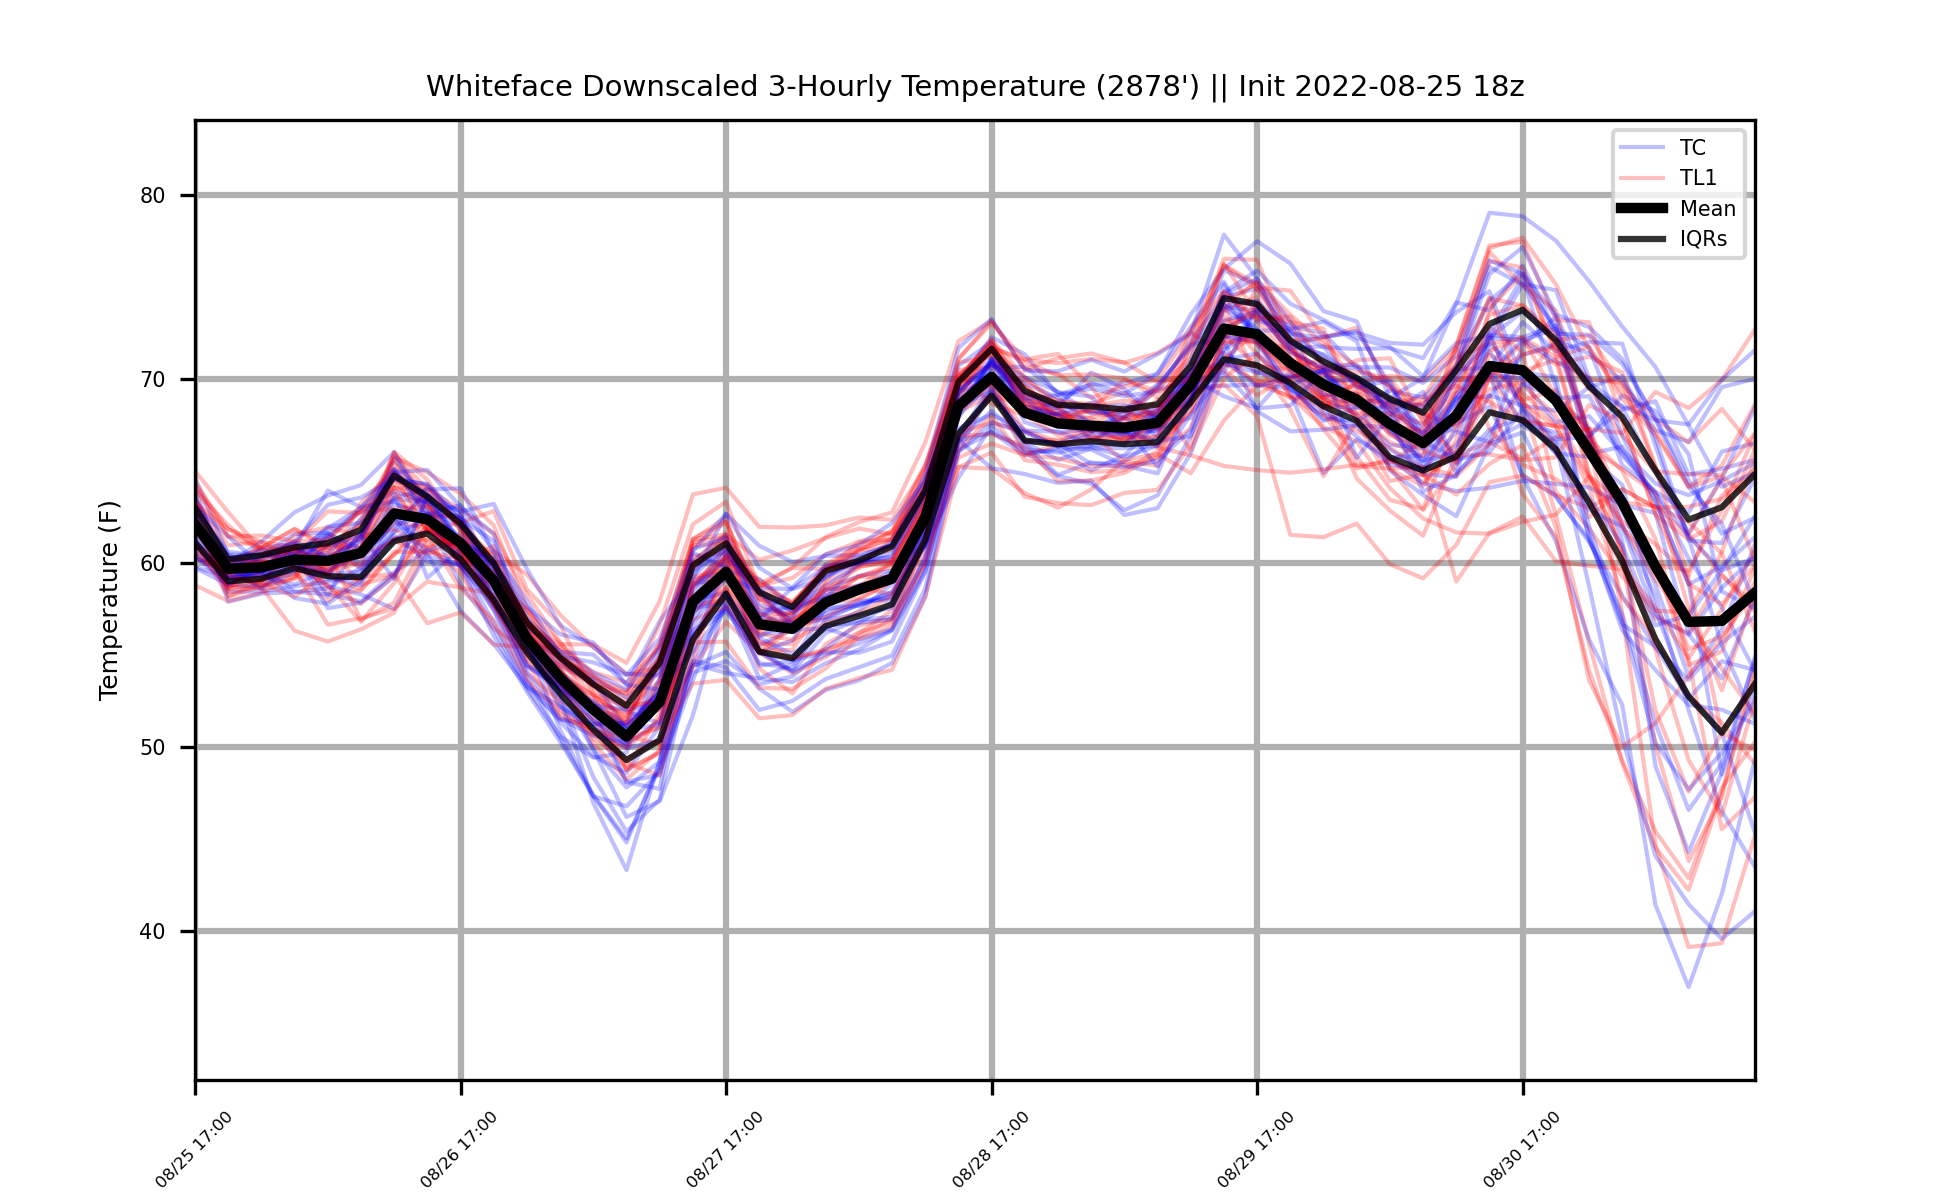 Whiteface Downscaled 3-Hourly Temperature (2878') || Init 2022-08-25 18z
TC
TL1
Mean
IQRs
80
70
60
50
40
Temperature (F)
08/25 17:00
08/26 17:00
08/27 17:00
08/28 17:00
08/29 17:00
08/30 17:00